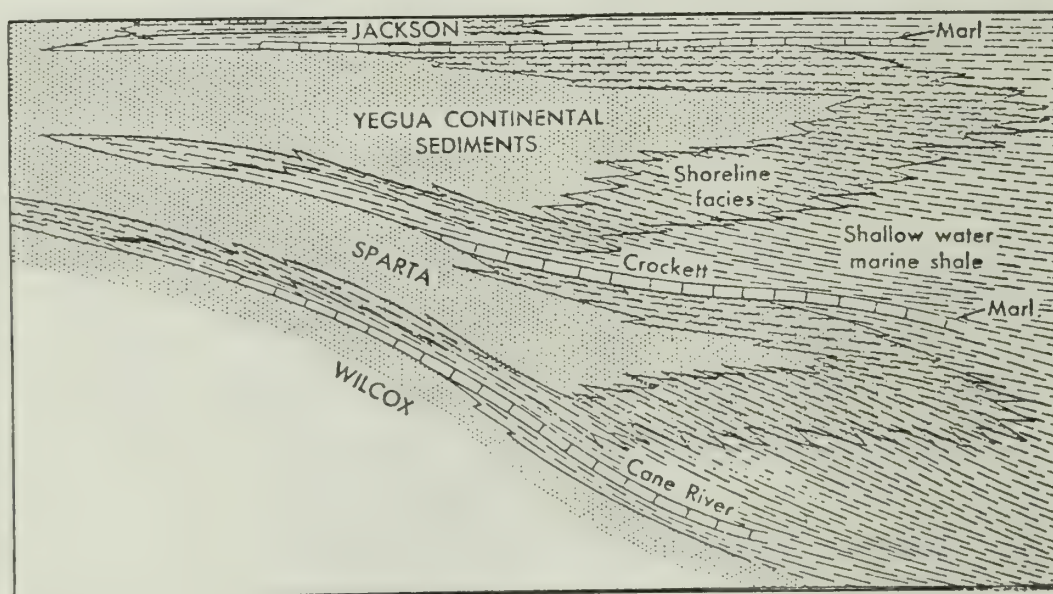 JACKSON
Marl
YEGUA CONTINENTAL
SEDIMENTS
Shoreline
facies
Shallow water
marine shale
SPARTA
Crockett
Marl
WILCOX
Cane River